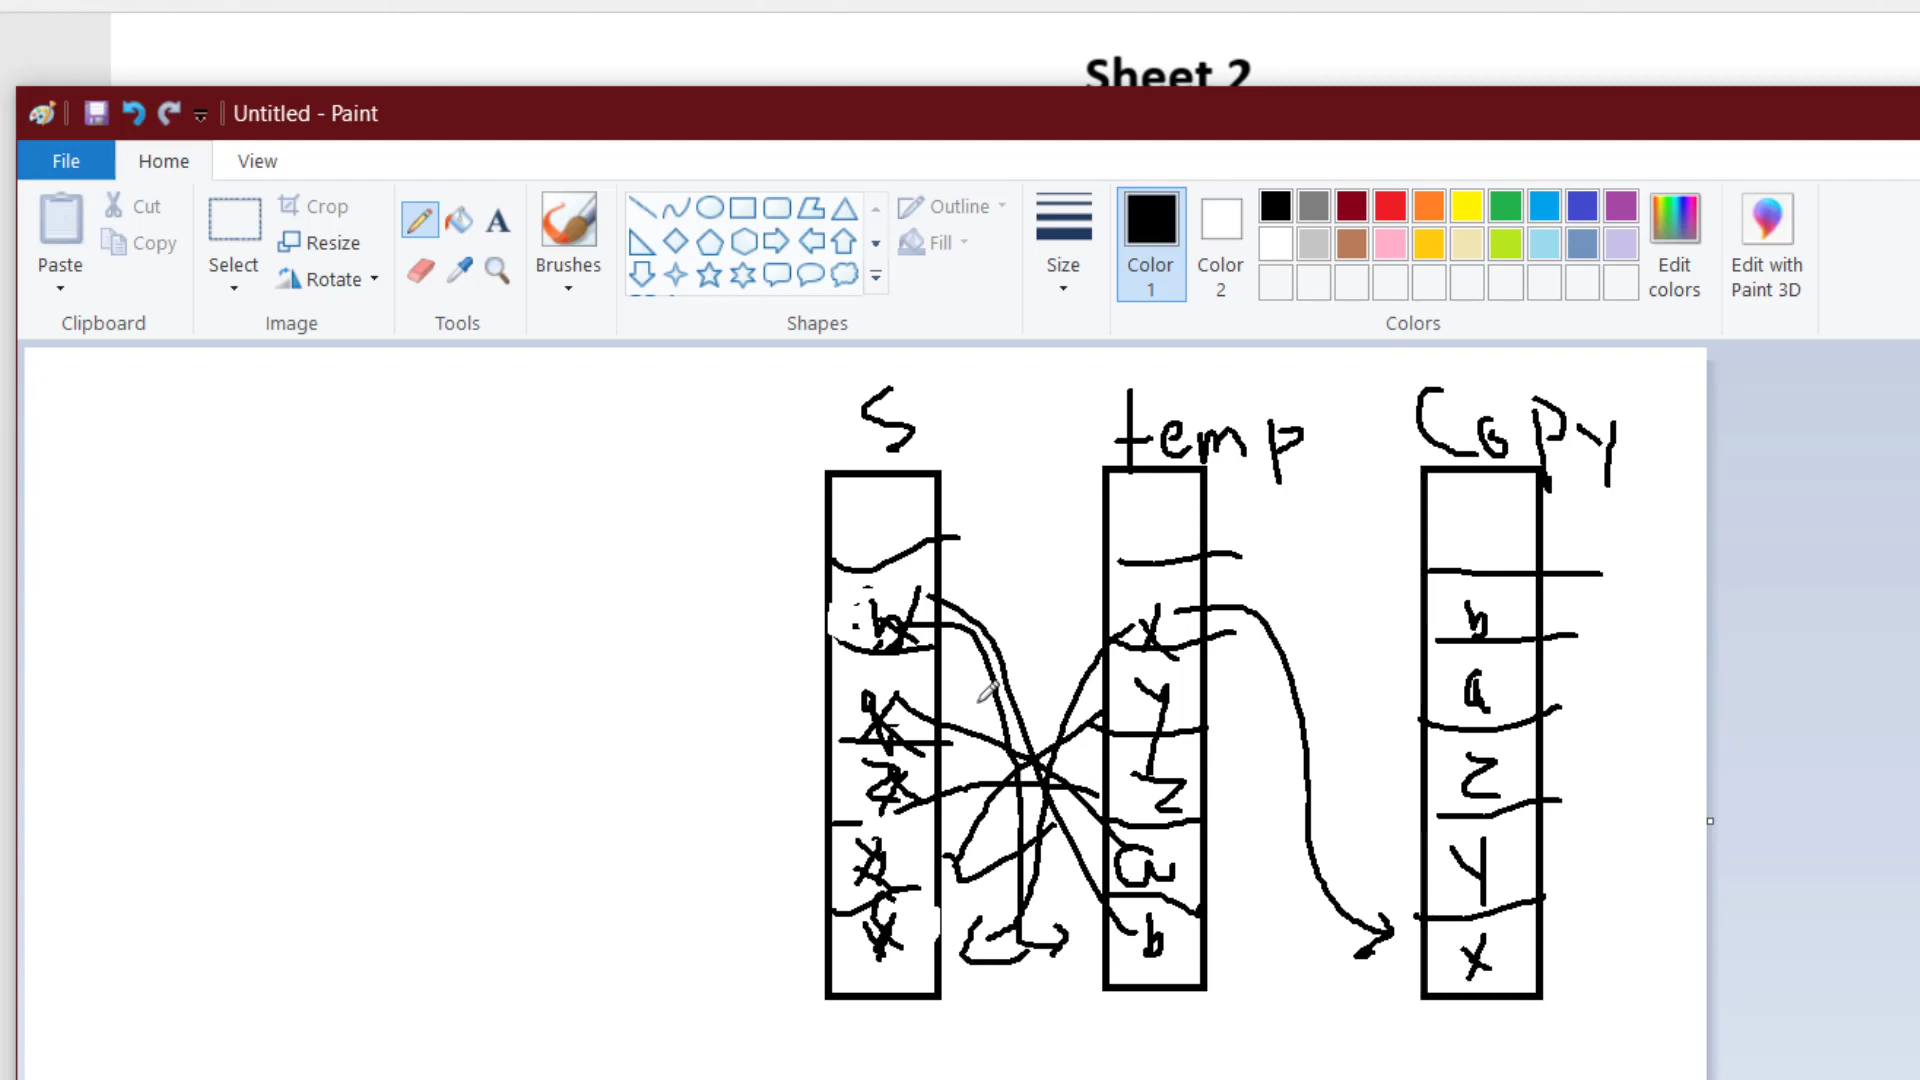 Sheet 2
Untitled - Paint
File Home View
Paste
Cut
Copy
Clipboard
Select
Crop
Resize
Rotate
Image
A
Tools
Brushes
Shapes
Outline
Fill
Size
Color 1
Color 2
Colors
Edit colors
Edit with Paint 3D
S temp Copy
b x b
a y a
z z z
y a y
x b x